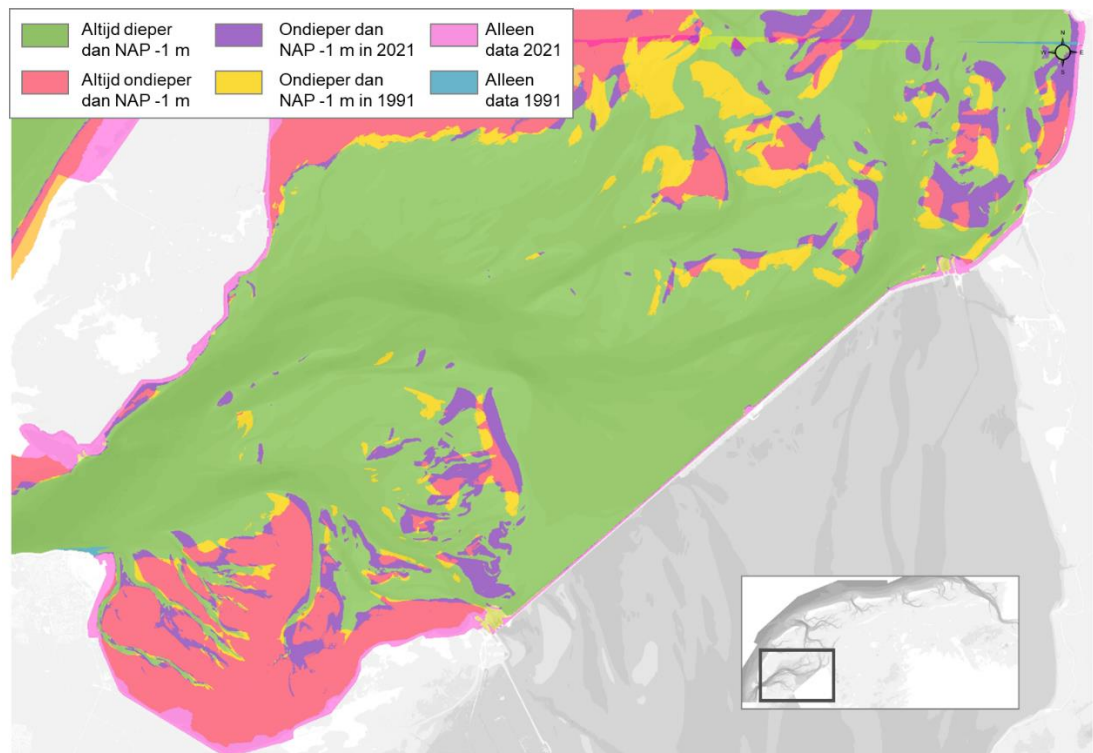 Altijd dieper
dan NAP -1 m
Ondieper dan
NAP -1 m in 2021
Alleen
data 2021
Altijd ondieper
dan NAP -1 m
Ondieper dan
NAP -1 m in 1991
Alleen
data 1991
N
W
E
S